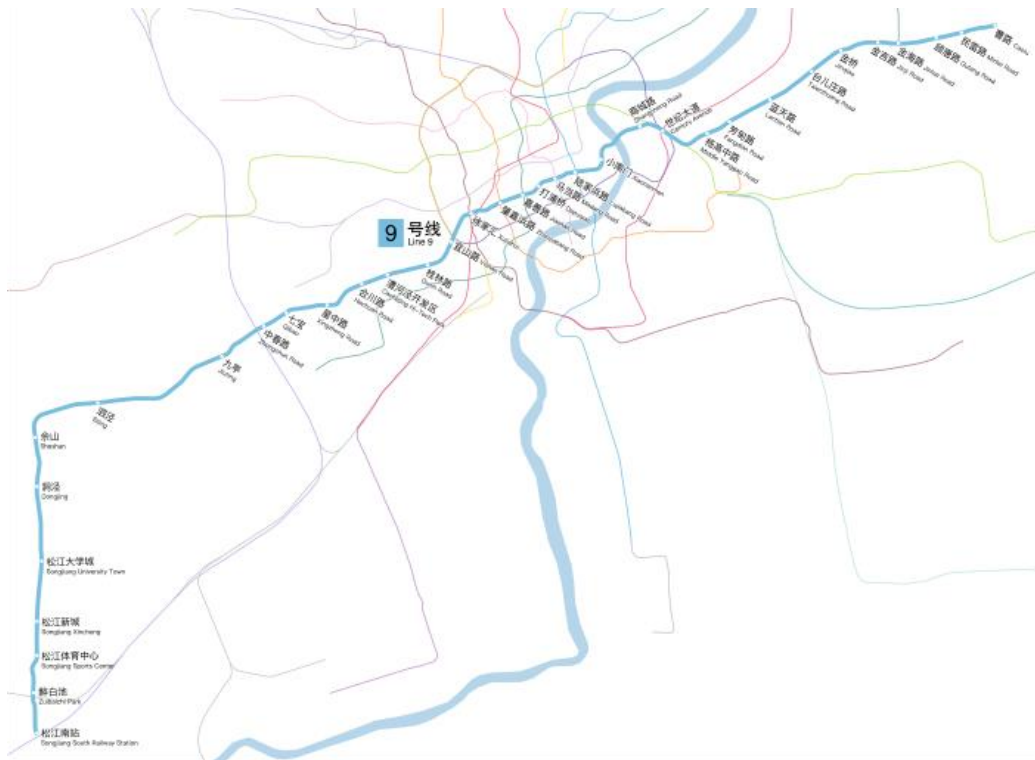 曹路 Caolu
民雷路 Minlei Road
顾唐路 Gutang Road
金海路 Jinhai Road
金吉路 Jinji Road
金桥
Jinqiao
台儿庄路
Taierzhuang Road
蓝天路
Lantian Road
芳甸路
Fangdian Road
杨高中路
Middle Yanggao Road
世纪大道
Century Avenue
商城路
Shangcheng Road
小南门 Xiaonanmen
陆家浜路 Lujiabang Road
马当路 Madang Road
打浦桥 Dapuqiao
嘉善路 Jiashan Road
肇嘉浜路 Zhaojiabang Road
徐家汇 Xujiahui
宜山路 Yishan Road
9 号线
Line 9
桂林路
Guilin Road
漕河泾开发区
Caohejing Hi-Tech Park
合川路
Hechuan Road
星中路
Xingzhong Road
七宝
Qibao
中春路
Zhongchun Road
九亭
Jiuting
泗泾
Sijing
佘山
Sheshan
洞泾
Dongjing
松江大学城
Songjiang University Town
松江新城
Songjiang Xincheng
松江体育中心
Songjiang Sports Center
醉白池
Zuibaichi Park
松江南站
Songjiang South Railway Station